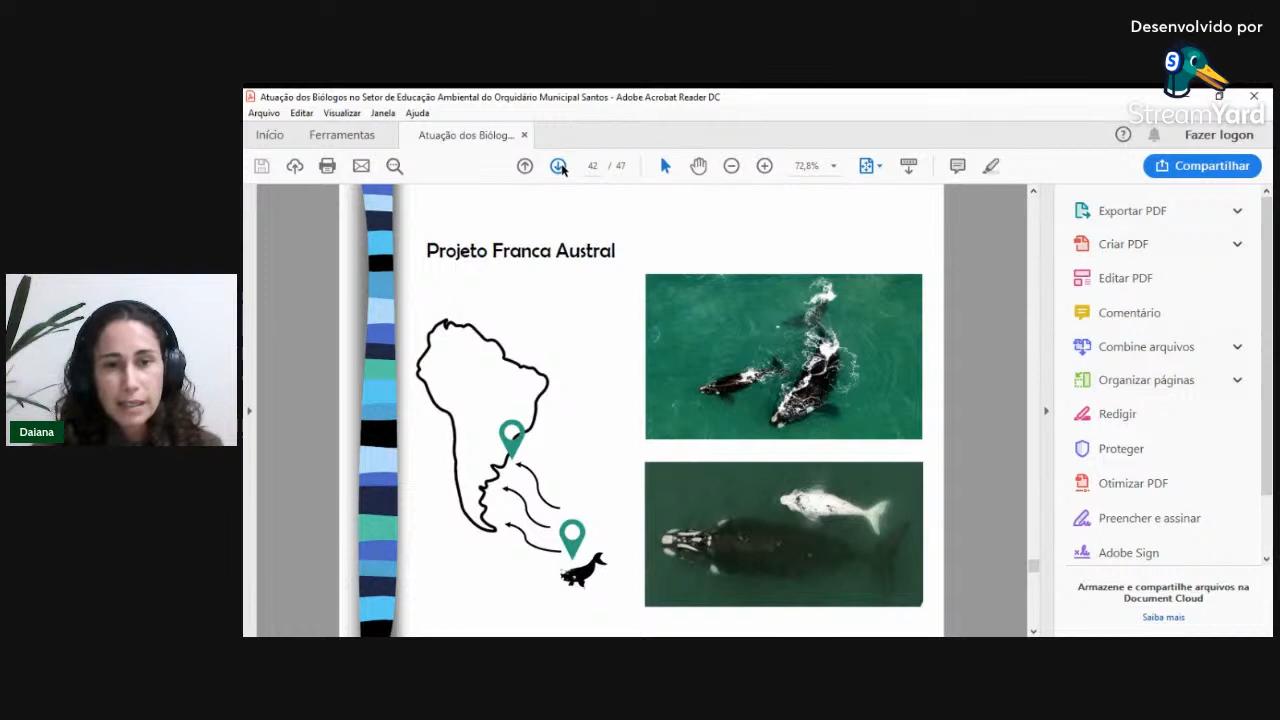 Desenvolvido por
S
StreamYard
Atuação dos Biólogos no Setor de Educação Ambiental do Orquidário Municipal Santos - Adobe Acrobat Reader DC
Arquivo Editar Visualizar Janela Ajuda
Início Ferramentas Atuação dos Biólog... Fazer logon
42 / 47 72,8% Compartilhar
Exportar PDF
Criar PDF
Editar PDF
Comentário
Combine arquivos
Organizar páginas
Redigir
Proteger
Otimizar PDF
Preencher e assinar
Adobe Sign
Armazene e compartilhe arquivos na
Document Cloud
Saiba mais
Projeto Franca Austral
Daiana